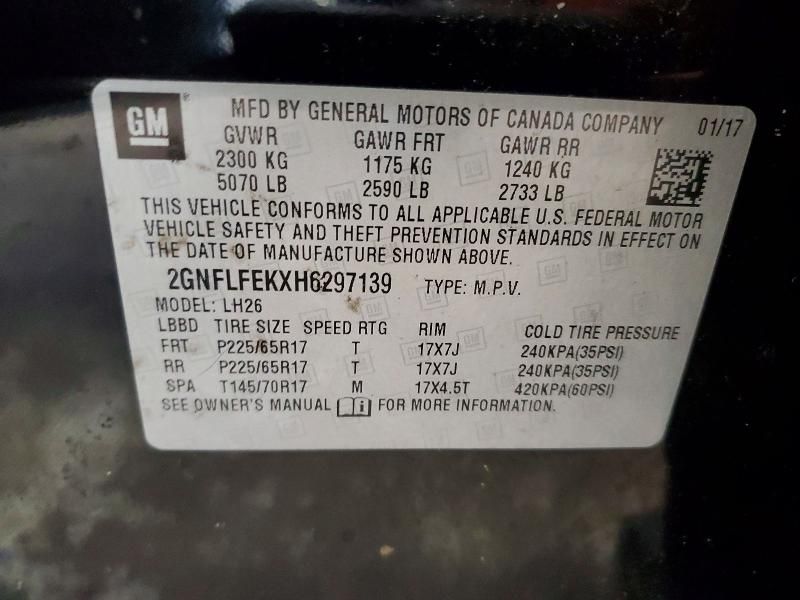 GM ® MFD BY GENERAL MOTORS OF CANADA COMPANY 01/17
GVWR GAWR FRT GAWR RR
2300 KG 1175 KG 1240 KG
5070 LB 2590 LB 2733 LB
THIS VEHICLE CONFORMS TO ALL APPLICABLE U.S. FEDERAL MOTOR
VEHICLE SAFETY AND THEFT PREVENTION STANDARDS IN EFFECT ON
THE DATE OF MANUFACTURE SHOWN ABOVE.
2GNFLFEKXH6297139 TYPE: M.P.V.
MODEL: LH26
LBBD TIRE SIZE SPEED RTG RIM COLD TIRE PRESSURE
FRT P225/65R17 T 17X7J 240KPA(35PSI)
RR P225/65R17 T 17X7J 240KPA(35PSI)
SPA T145/70R17 M 17X4.5T 420KPA(60PSI)
SEE OWNER'S MANUAL i FOR MORE INFORMATION.